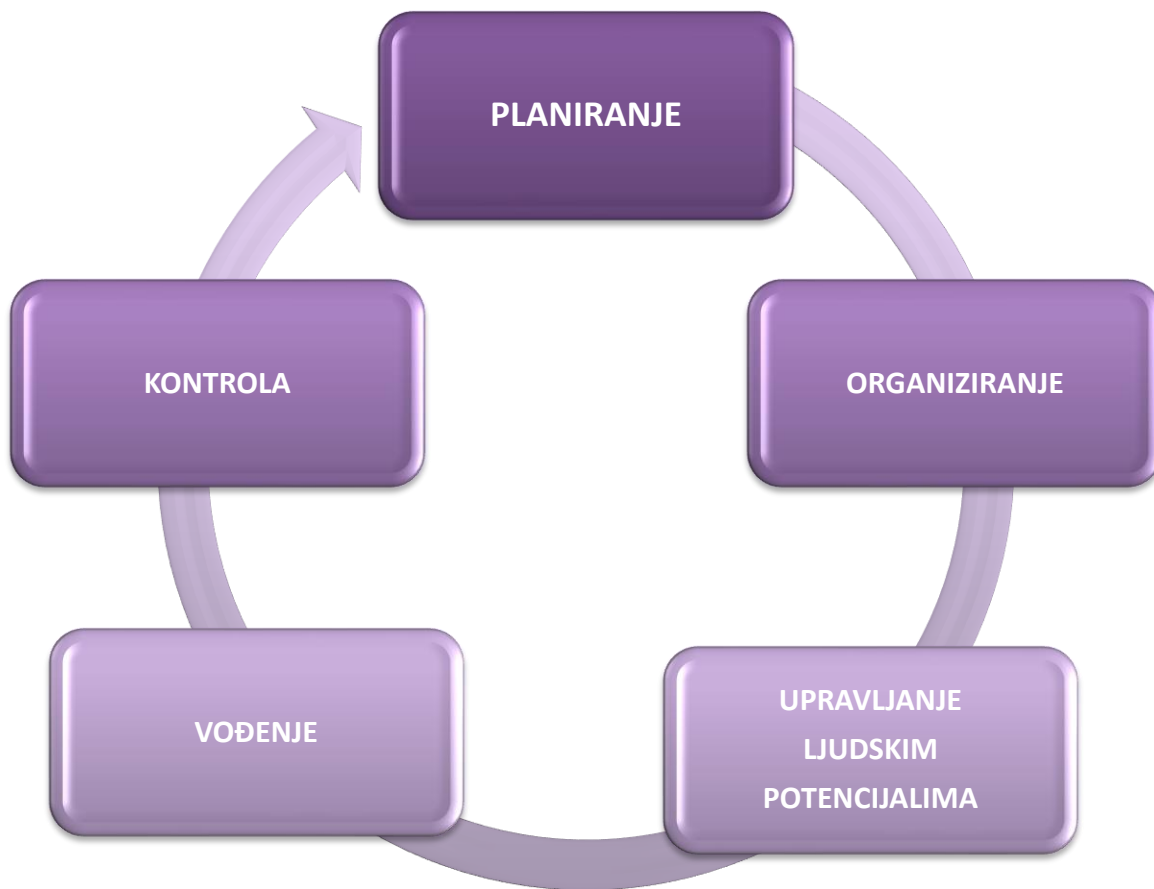 PLANIRANJE
ORGANIZIRANJE
UPRAVLJANJE
LJUDSKIM
POTENCIJALIMA
VOĐENJE
KONTROLA